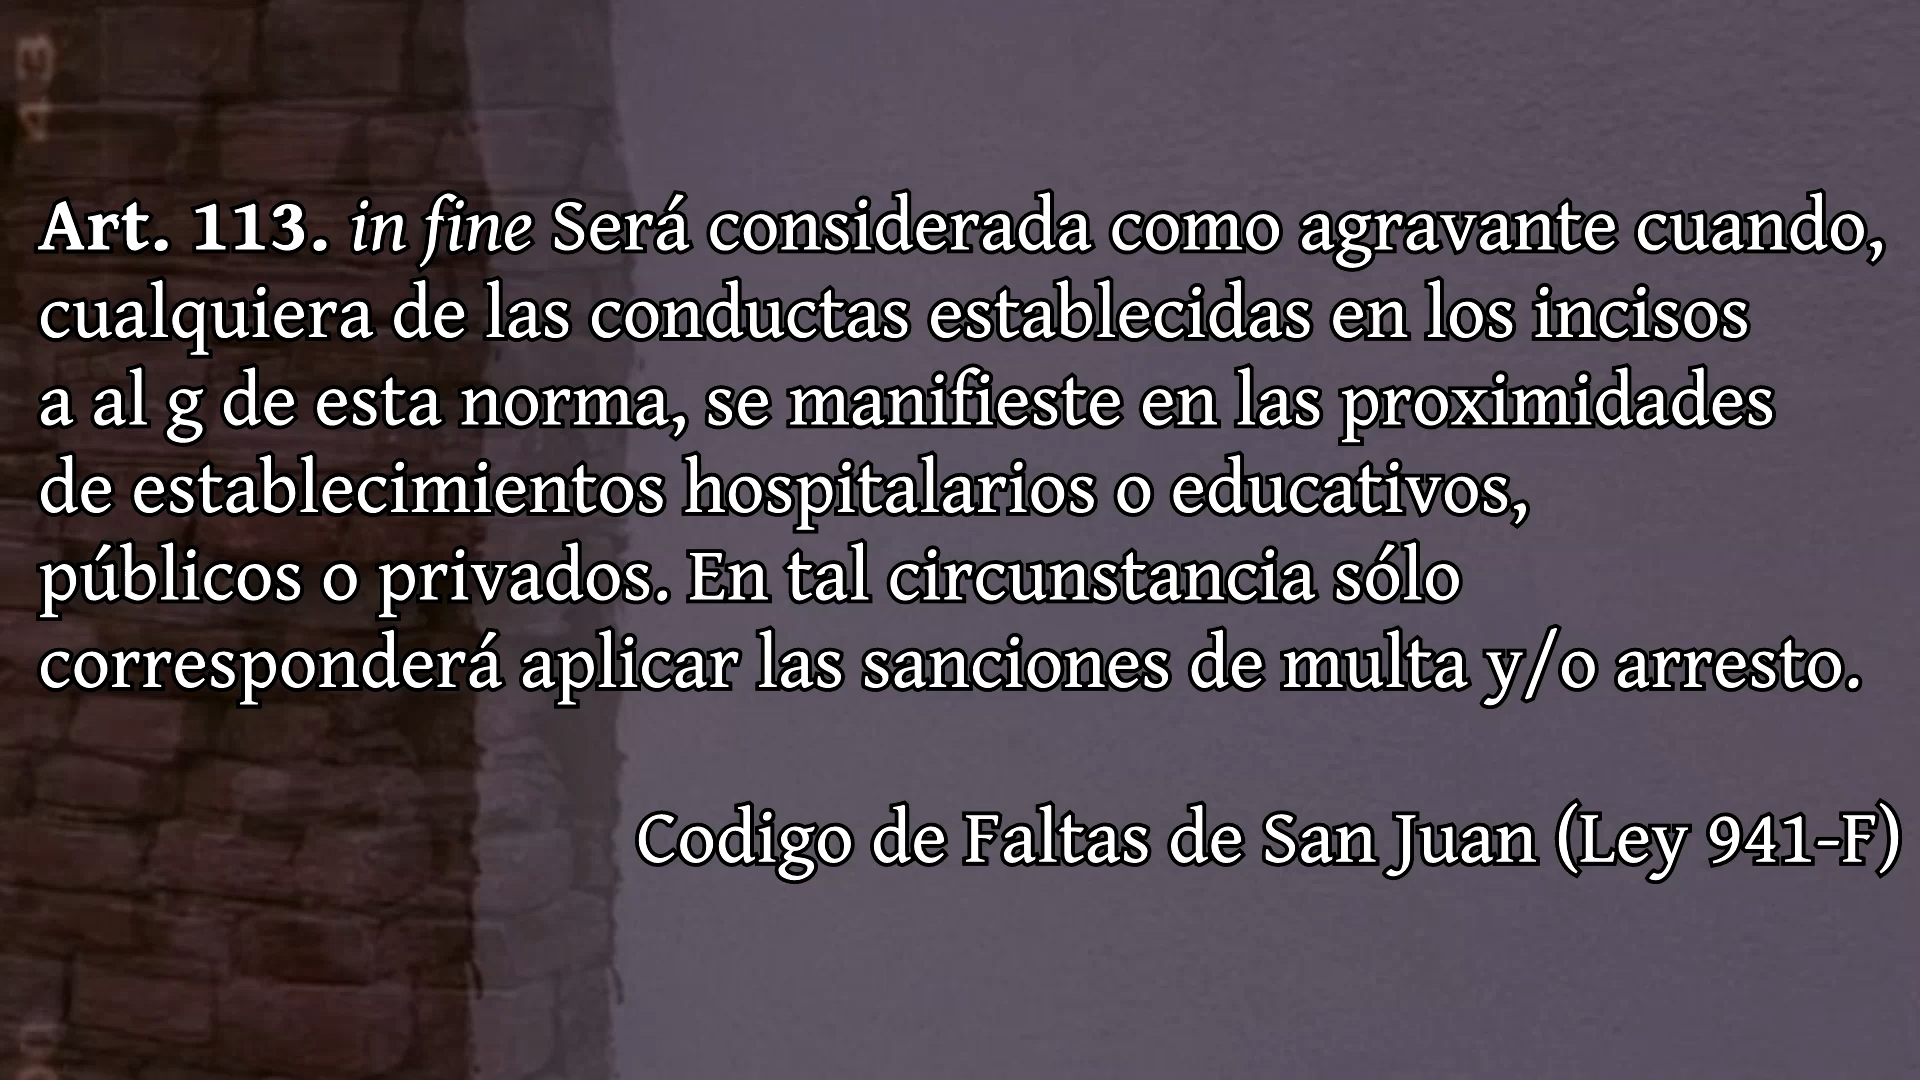 43
Art. 113. in fine Será considerada como agravante cuando,
cualquiera de las conductas establecidas en los incisos
a al g de esta norma, se manifieste en las proximidades
de establecimientos hospitalarios o educativos,
públicos o privados. En tal circunstancia sólo
corresponderá aplicar las sanciones de multa y/o arresto.
Codigo de Faltas de San Juan (Ley 941-F)